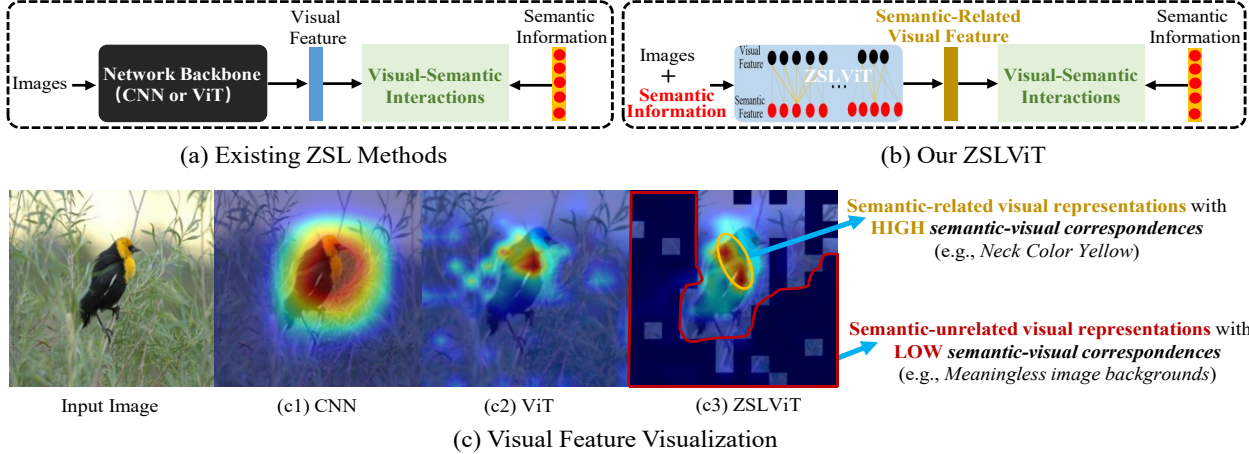 Images
Network Backbone
(CNN or ViT)
Visual
Feature
Visual-Semantic
Interactions
Semantic
Information
(a) Existing ZSL Methods
Images
+
Semantic
Information
Visual
Feature
ZSLViT
...
Semantic
Feature
Semantic-Related
Visual Feature
Visual-Semantic
Interactions
Semantic
Information
(b) Our ZSLViT
Semantic-related visual representations with
HIGH semantic-visual correspondences
(e.g., Neck Color Yellow)
Semantic-unrelated visual representations with
LOW semantic-visual correspondences
(e.g., Meaningless image backgrounds)
Input Image
(c1) CNN
(c2) ViT
(c3) ZSLViT
(c) Visual Feature Visualization